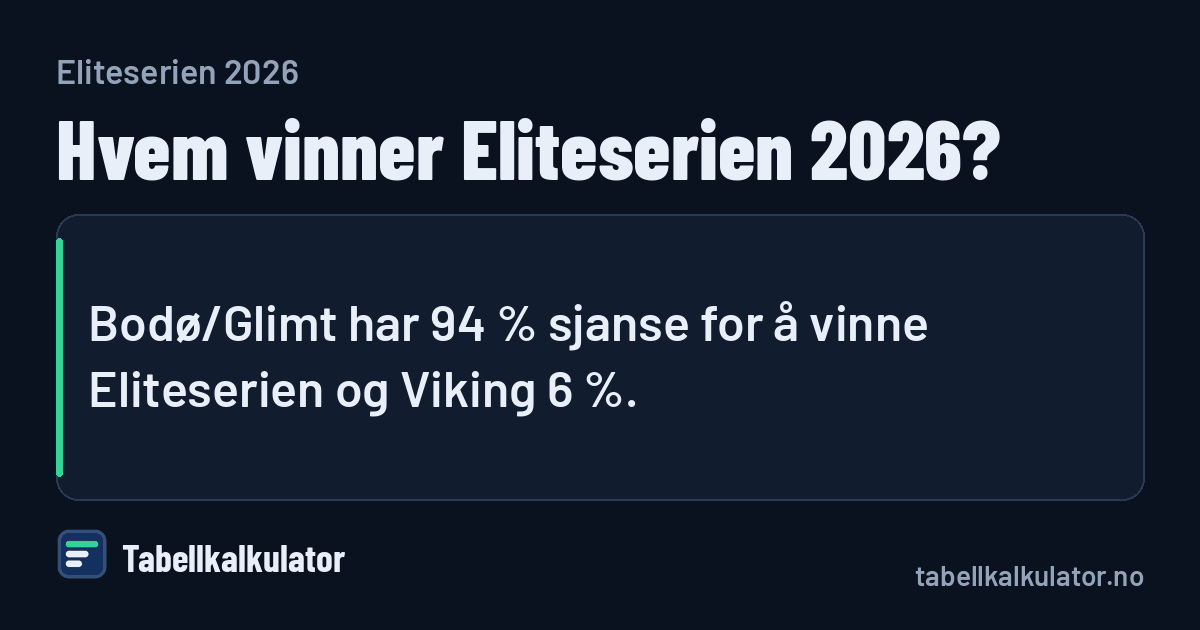 Eliteserien 2026
Hvem vinner Eliteserien 2026?
Bodø/Glimt har 94 % sjanse for å vinne
Eliteserien og Viking 6 %.
Tabellkalkulator
tabellkalkulator.no